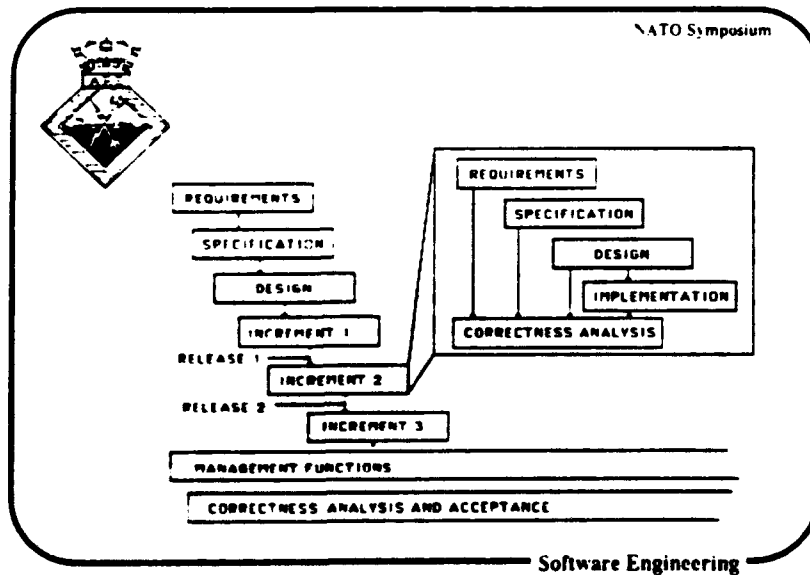 NATO Symposium
REQUIREMENTS
SPECIFICATION
DESIGN
INCREMENT 1
RELEASE 1
INCREMENT 2
RELEASE 2
INCREMENT 3
REQUIREMENTS
SPECIFICATION
DESIGN
IMPLEMENTATION
CORRECTNESS ANALYSIS
MANAGEMENT FUNCTIONS
CORRECTNESS ANALYSIS AND ACCEPTANCE
Software Engineering